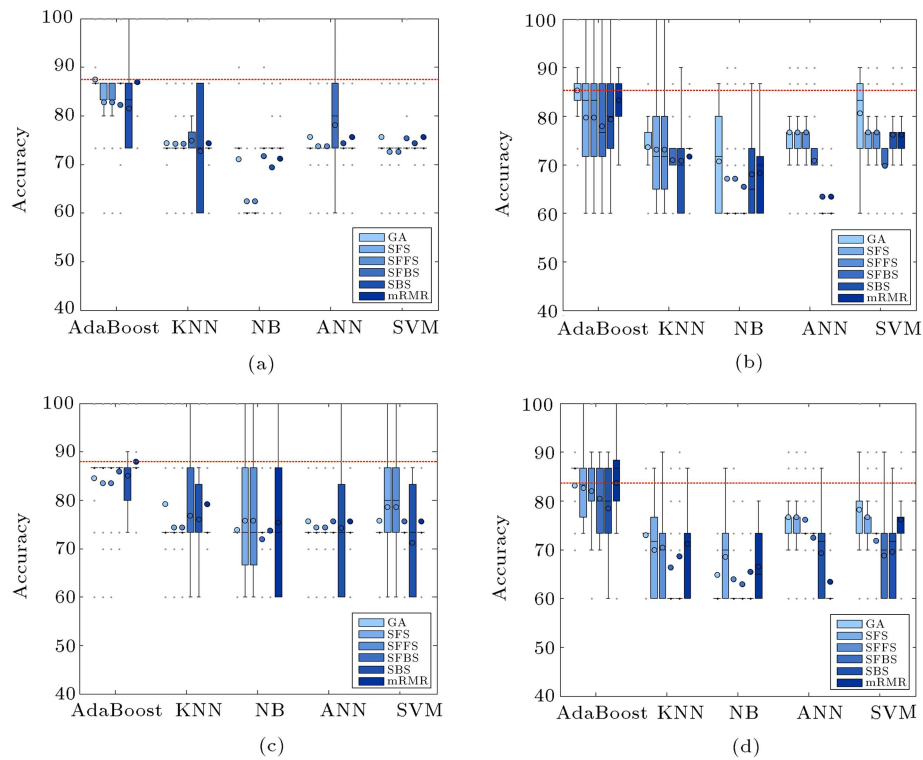 100
90
80
70
60
50
40
Accuracy
GA
SFS
SFFS
SFBS
SBS
mRMR
AdaBoost KNN NB ANN SVM
(a)
100
90
80
70
60
50
40
Accuracy
GA
SFS
SFFS
SFBS
SBS
mRMR
AdaBoost KNN NB ANN SVM
(b)
100
90
80
70
60
50
40
Accuracy
GA
SFS
SFFS
SFBS
SBS
mRMR
AdaBoost KNN NB ANN SVM
(c)
100
90
80
70
60
50
40
Accuracy
GA
SFS
SFFS
SFBS
SBS
mRMR
AdaBoost KNN NB ANN SVM
(d)